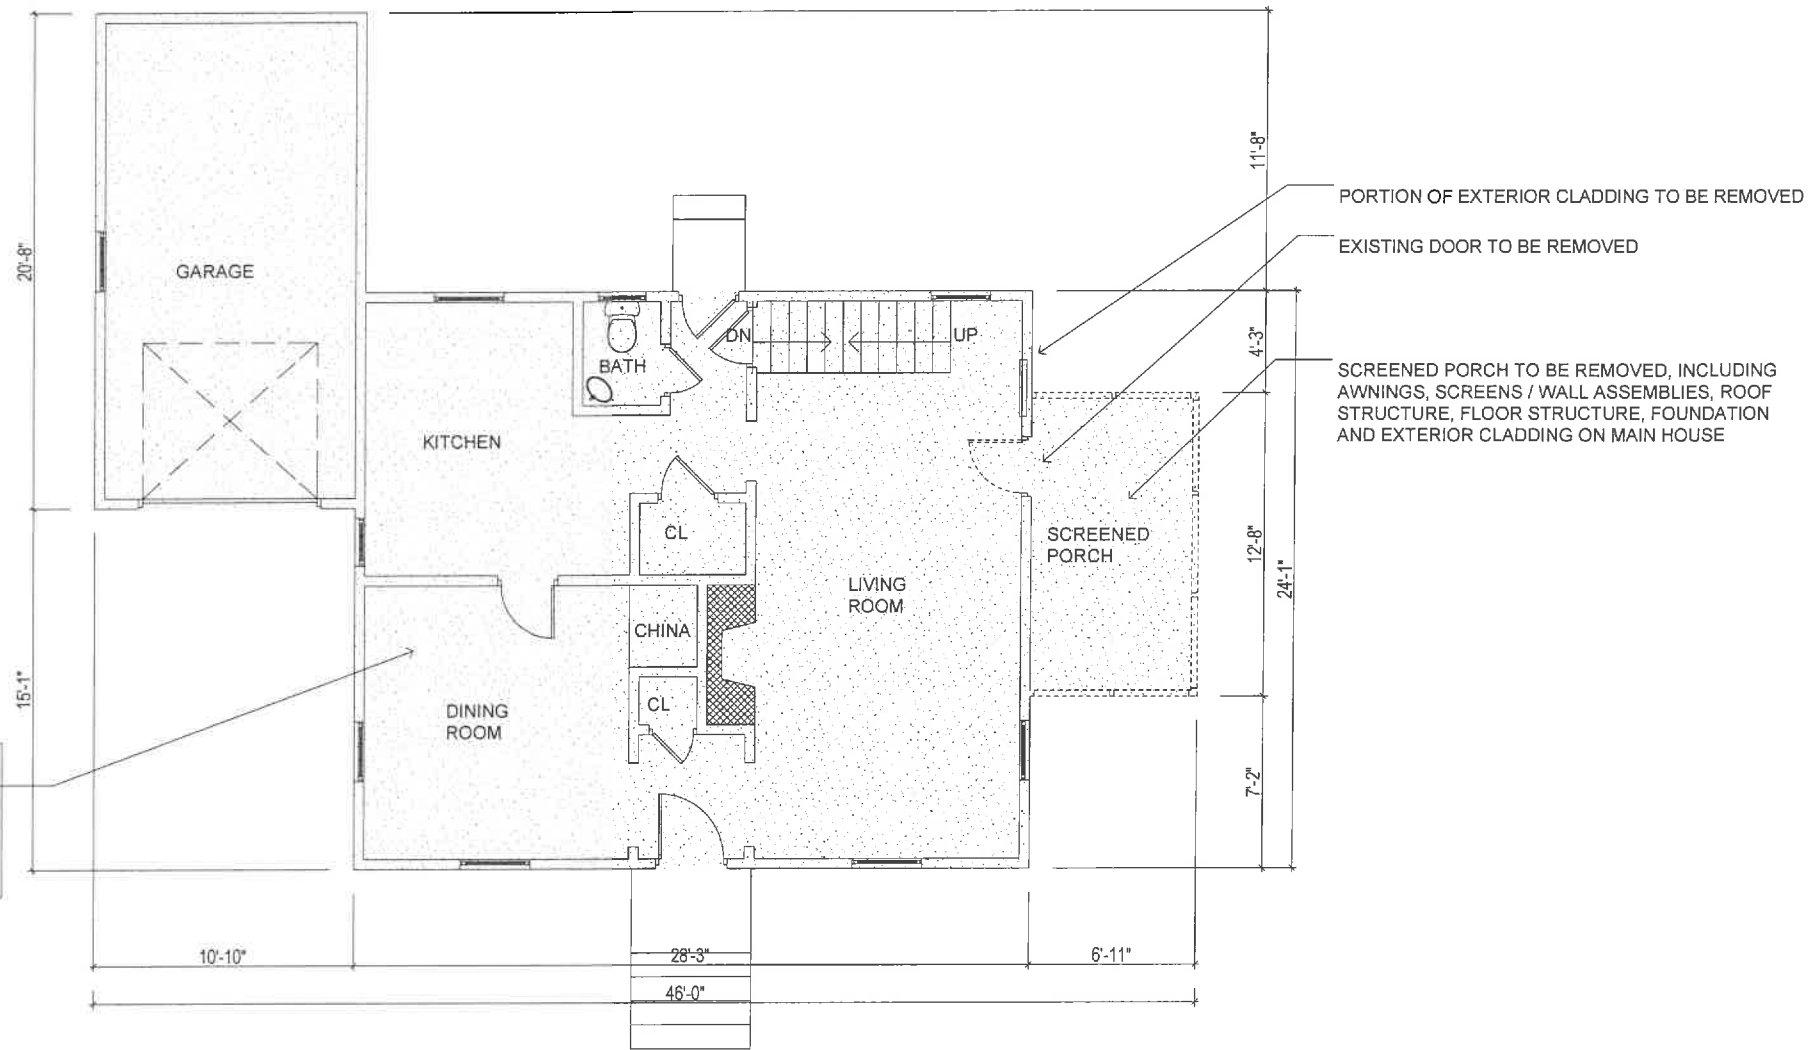 11'-8"
PORTION OF EXTERIOR CLADDING TO BE REMOVED
EXISTING DOOR TO BE REMOVED
20'-8"
GARAGE
DN
UP
4'-3"
BATH
SCREENED PORCH TO BE REMOVED, INCLUDING
AWNINGS, SCREENS / WALL ASSEMBLIES, ROOF
STRUCTURE, FLOOR STRUCTURE, FOUNDATION
AND EXTERIOR CLADDING ON MAIN HOUSE
KITCHEN
CL
SCREENED
PORCH
12'-8"
24'-1"
LIVING
ROOM
CHINA
15'-1"
CL
DINING
ROOM
7'-2"
10'-10"
28'-3"
6'-11"
46'-0"